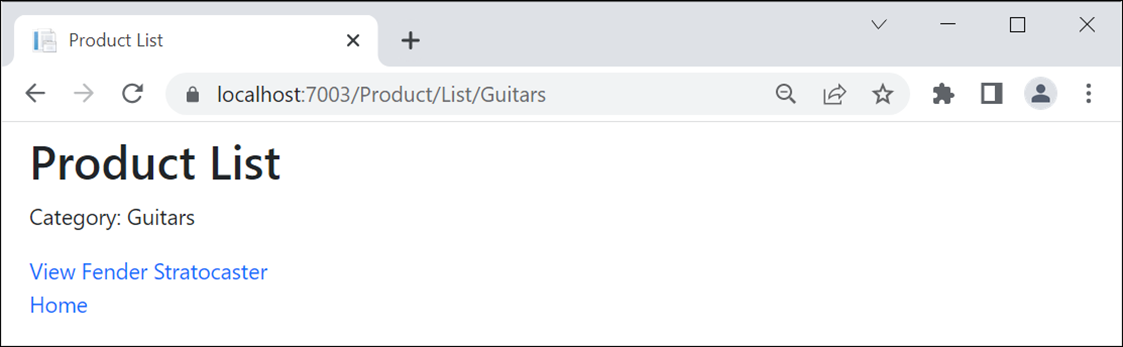 Product List
localhost:7003/Product/List/Guitars
Product List
Category: Guitars
View Fender Stratocaster
Home